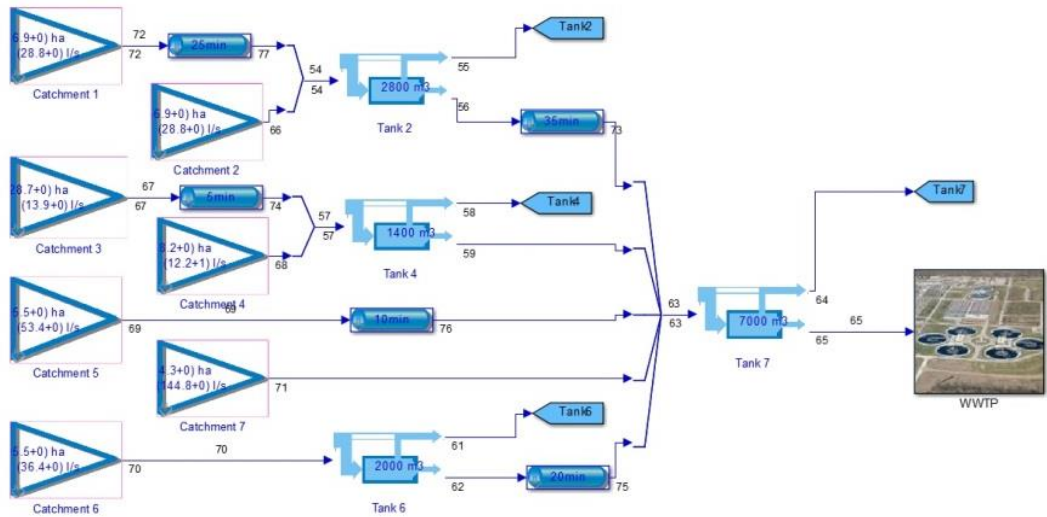 6.9+0) ha
(28.8+0) l/s
Catchment 1
72
72
25min
77
54
54
2800 m3
Tank 2
55
Tank2
56
35min
73
6.9+0) ha
(28.8+0) l/s
66
Catchment 2
28.7+0) ha
(13.9+0) l/s
Catchment 3
67
67
5min
74
57
57
1400 m3
Tank 4
58
Tank4
59
8.2+0) ha
(12.2+1) l/s
68
Catchment 4
5.5+0) ha
(53.4+0) l/s
Catchment 5
69
69
10min
76
4.3+0) ha
(144.8+0) l/s
71
Catchment 7
5.5+0) ha
(36.4+0) l/s
Catchment 6
70
70
2000 m3
Tank 6
61
Tank6
62
20min
75
63
63
7000 m3
Tank 7
64
Tank7
65
65
WWTP